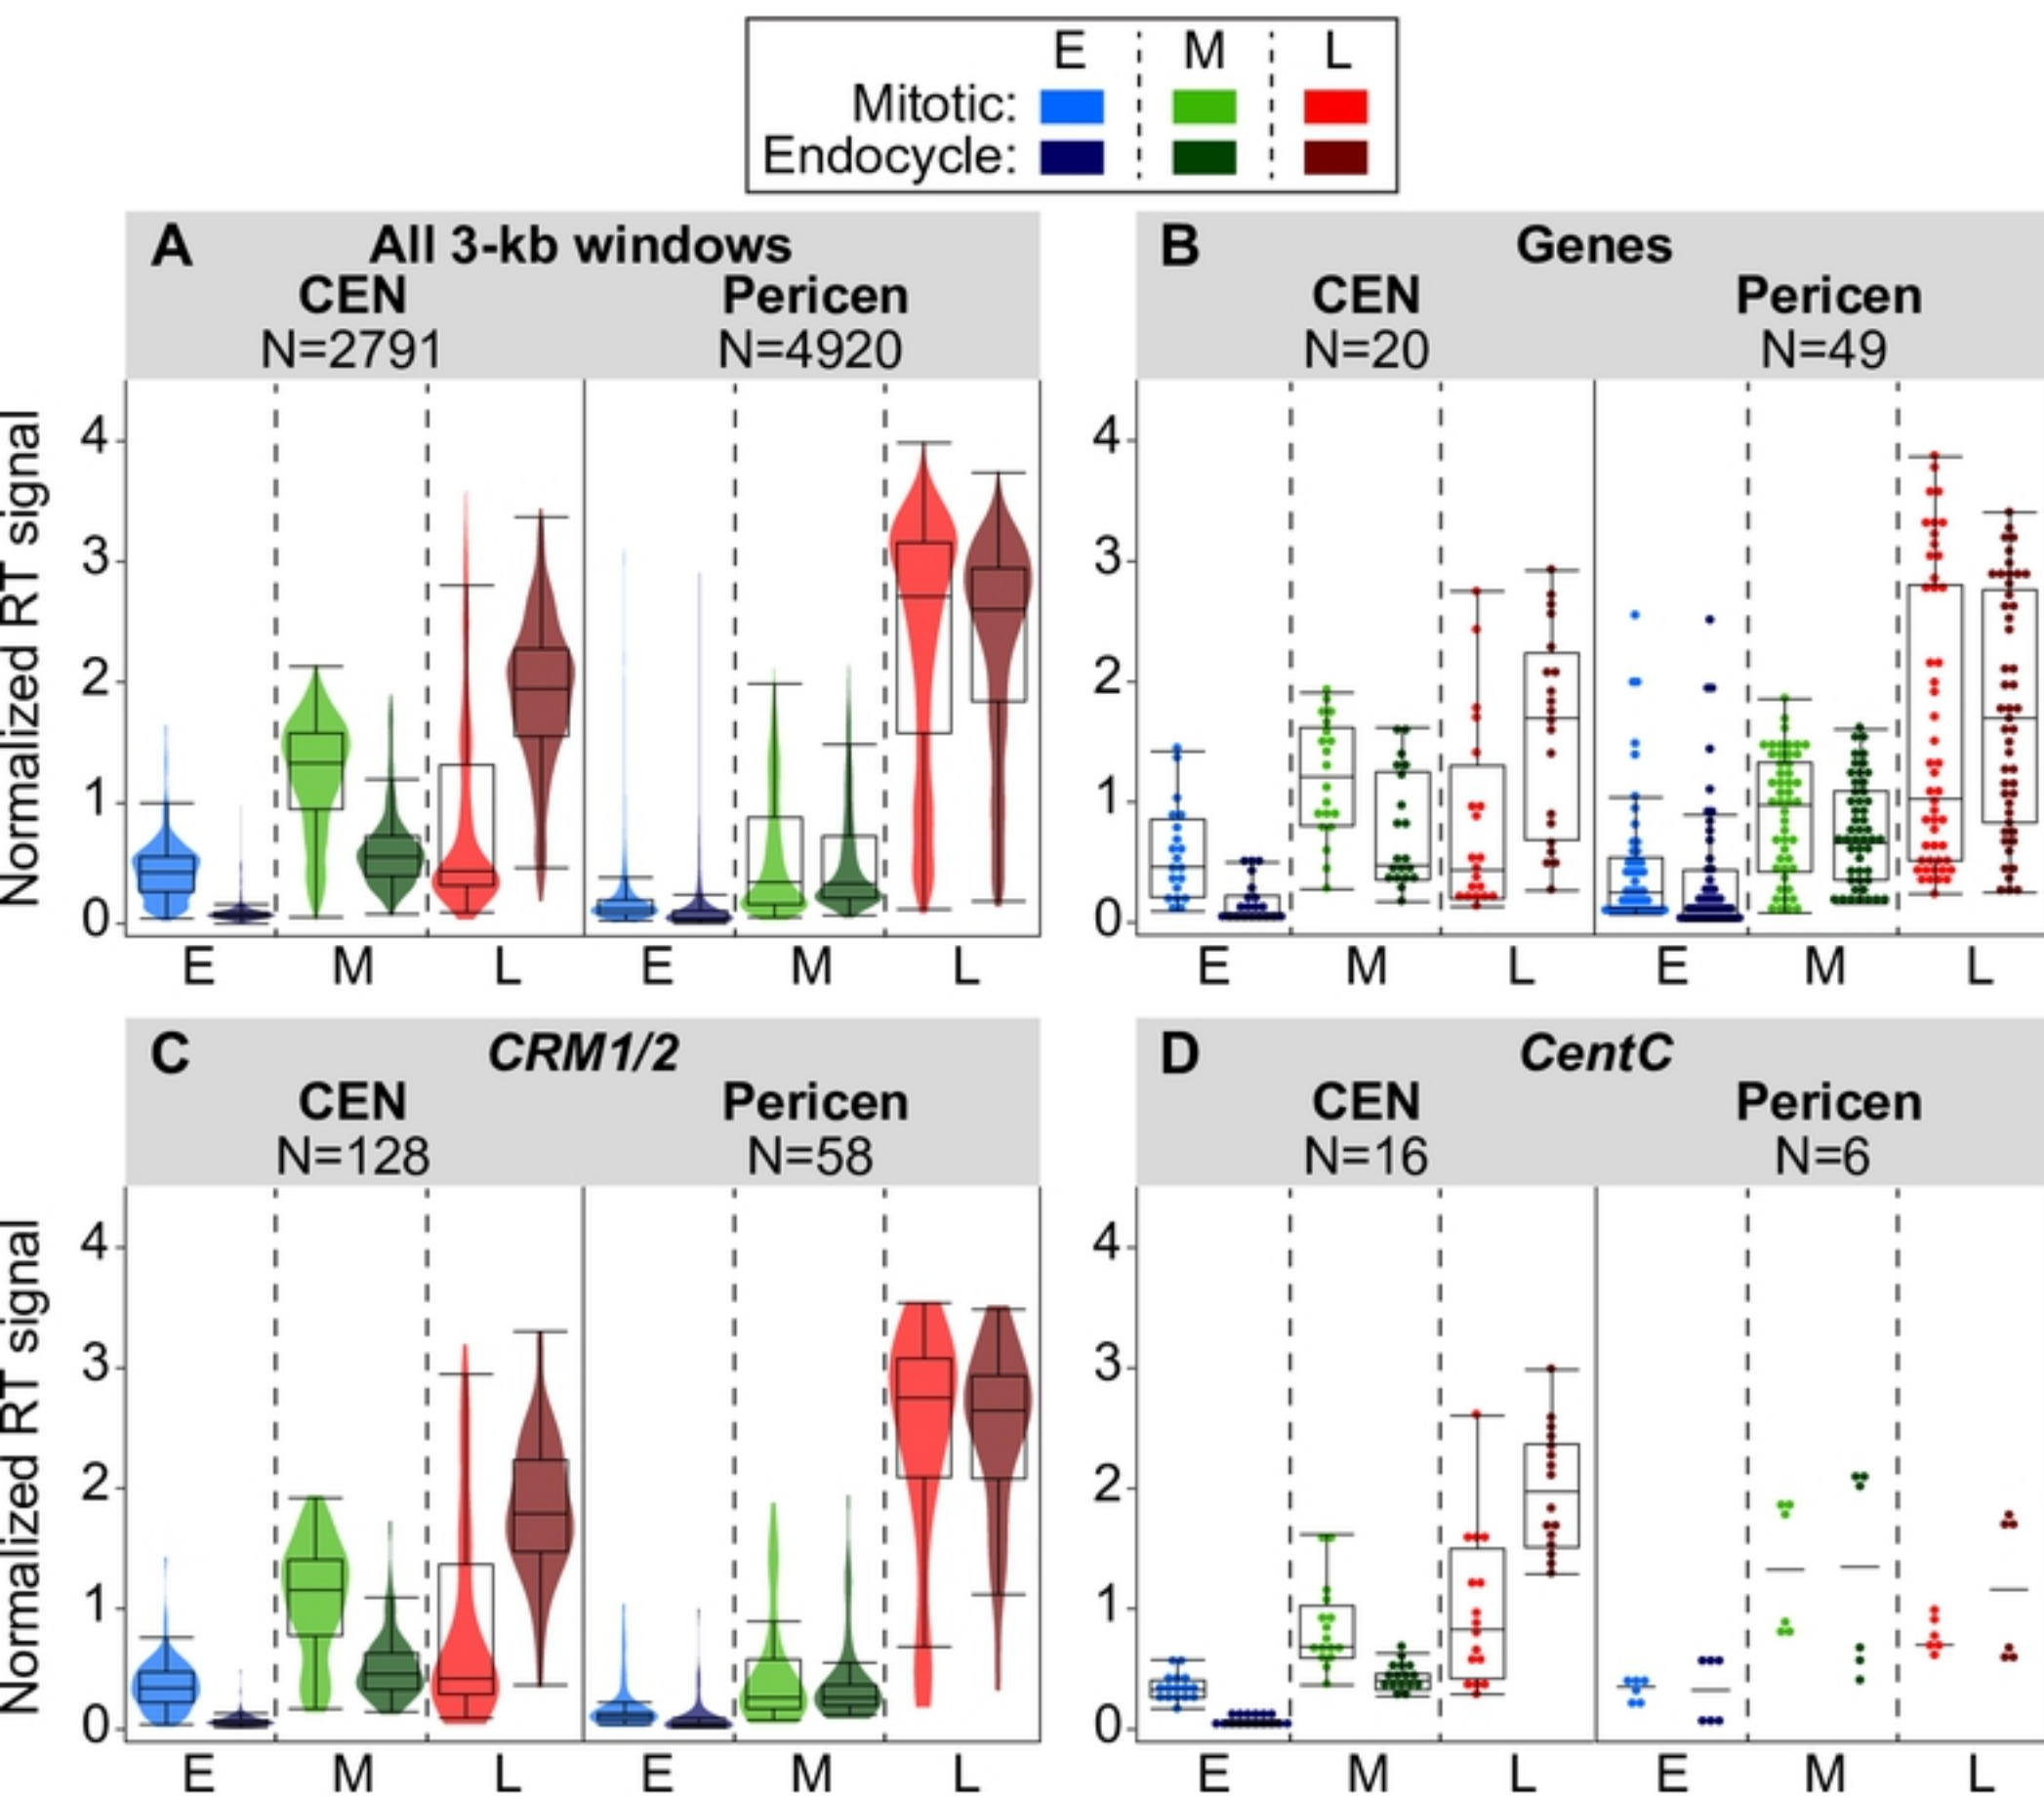 E M L
Mitotic:
Endocycle:
A All 3-kb windows
CEN Pericen
N=2791 N=4920
Normalized RT signal
4
3
2
1
0
E M L E M L
B Genes
CEN Pericen
N=20 N=49
4
3
2
1
0
E M L E M L
C CRM1/2
CEN Pericen
N=128 N=58
Normalized RT signal
4
3
2
1
0
E M L E M L
D CentC
CEN Pericen
N=16 N=6
4
3
2
1
0
E M L E M L